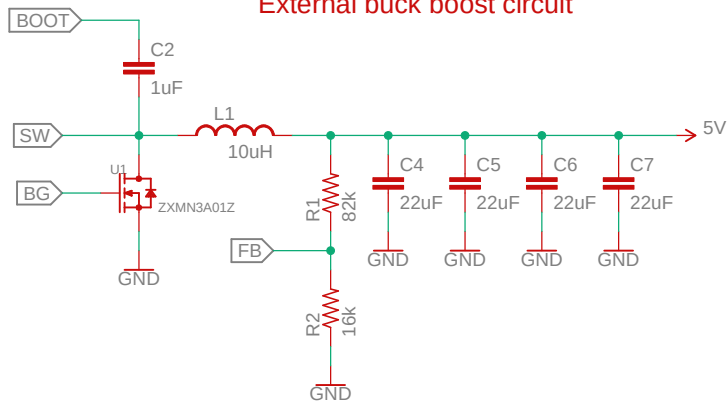 External buck boost circuit
BOOT
C2
1uF
SW
L1
10uH
5V
U1
BG
ZXMN3A01Z
GND
R1
82k
C4
22uF
C5
22uF
C6
22uF
C7
22uF
GND
GND
GND
GND
FB
R2
16k
GND